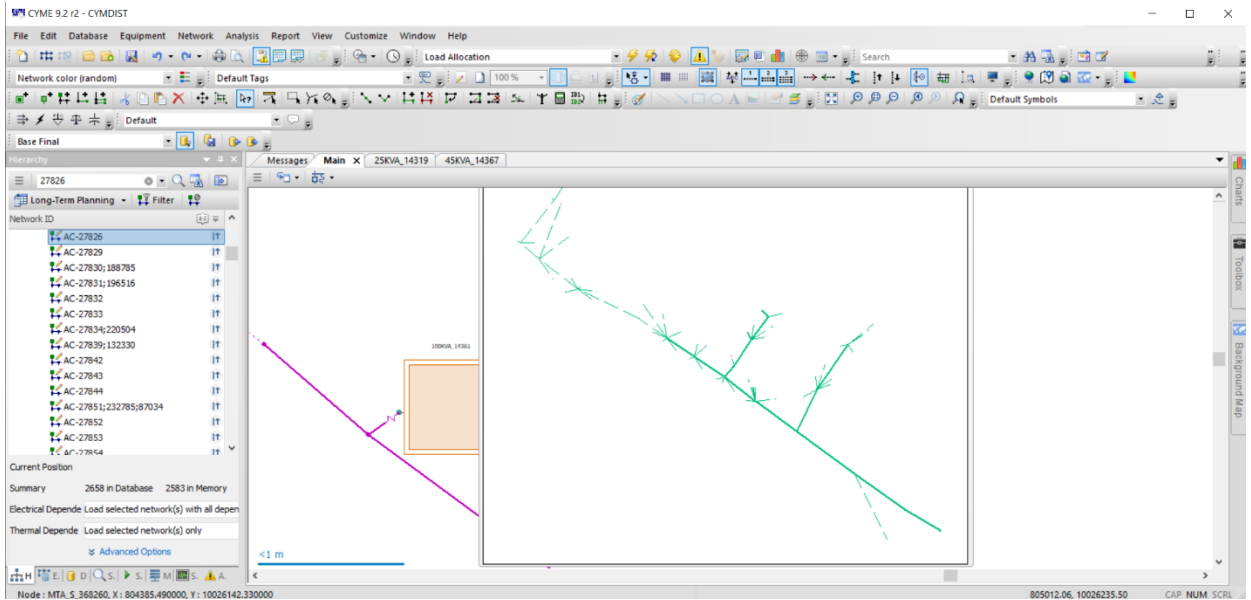 CYME 9.2 r2 - CYMDIST
File Edit Database Equipment Network Analysis Report View Customize Window Help
Load Allocation
Search
Network color (random)
Default Tags
100 %
Default Symbols
Default
Base Final
Hierarchy
Messages Main 25KVA_14319 45KVA_14367
27826
Long-Term Planning Filter
Network ID
AC-27826
AC-27829
AC-27830;188785
AC-27831;196516
AC-27832
AC-27833
AC-27834;220504
AC-27839;132330
AC-27842
AC-27843
AC-27844
AC-27851;232785;87034
AC-27852
AC-27853
AC-27854
Current Position
Summary 2658 in Database 2583 in Memory
Electrical Depende Load selected network(s) with all depen
Thermal Depende Load selected network(s) only
Advanced Options
H E. D S. S. M S. A.
100KVA_14361
<1 m
Charts
Toolbox
Background Map
Node : MTA_S_368260, X : 804385.490000, Y : 10026142.330000
805012.06, 10026235.50 CAP NUM SCRL